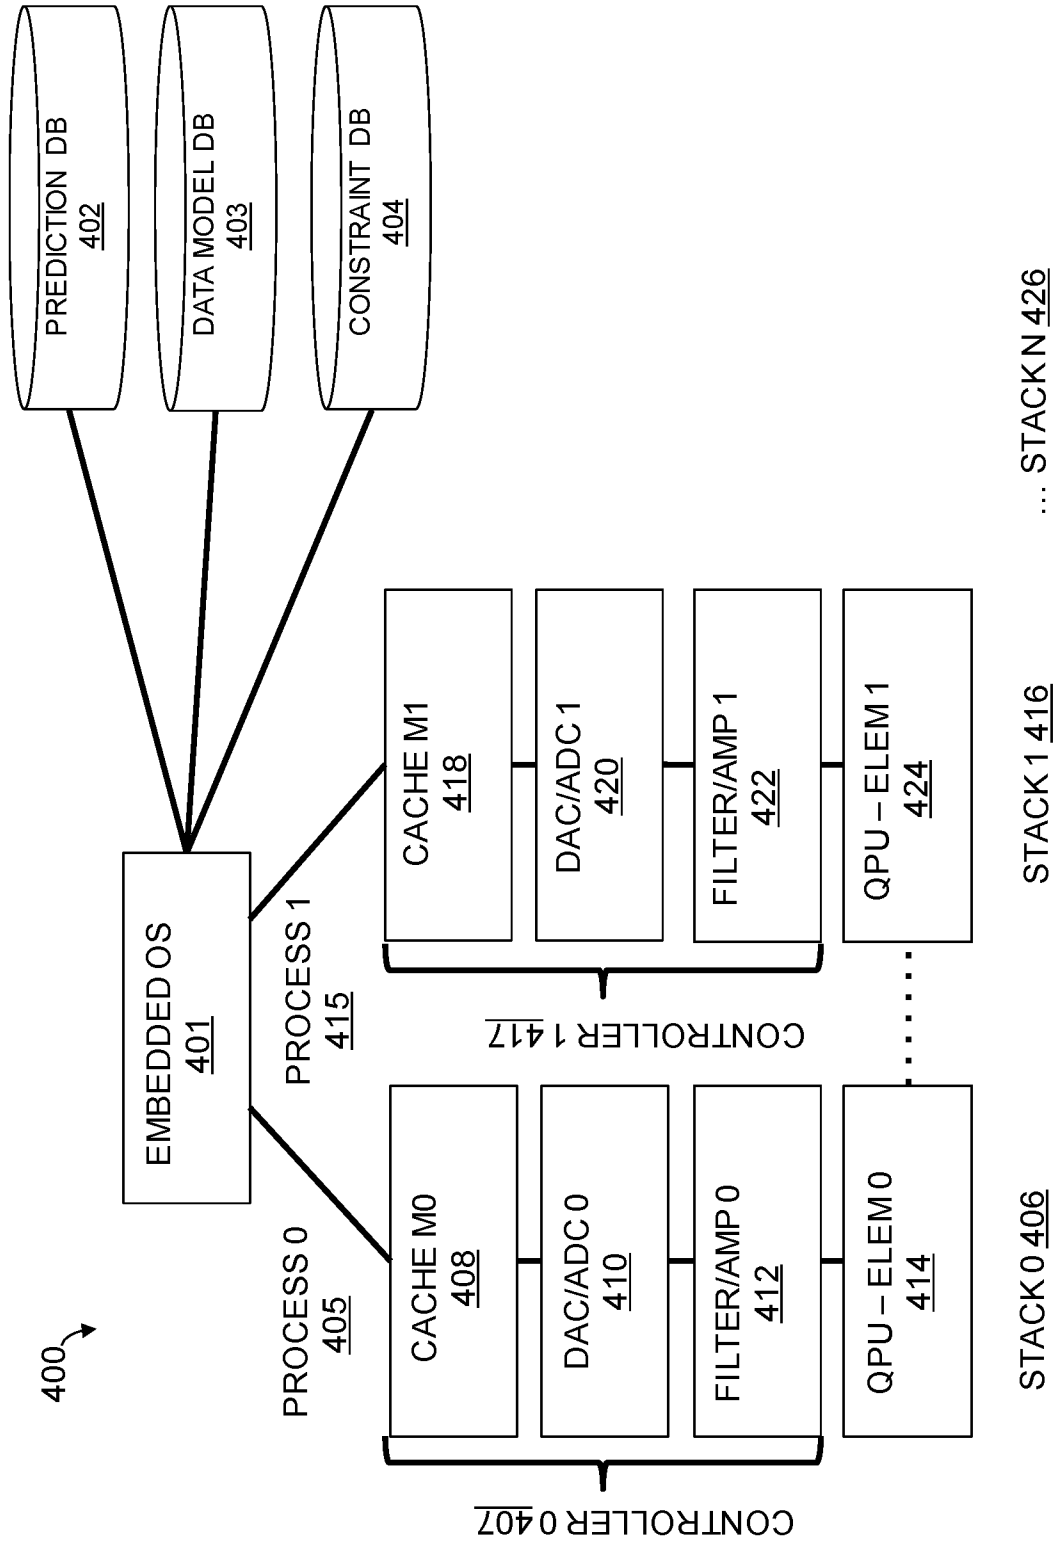 400
EMBEDDED OS
401
PREDICTION DB
402
DATA MODEL DB
403
CONSTRAINT DB
404
PROCESS 0
405
PROCESS 1
415
CONTROLLER 0 407
CACHE M0
408
DAC/ADC 0
410
FILTER/AMP 0
412
QPU – ELEM 0
414
STACK 0 406
CONTROLLER 1 417
CACHE M1
418
DAC/ADC 1
420
FILTER/AMP 1
422
QPU – ELEM 1
424
STACK 1 416
... STACK N 426